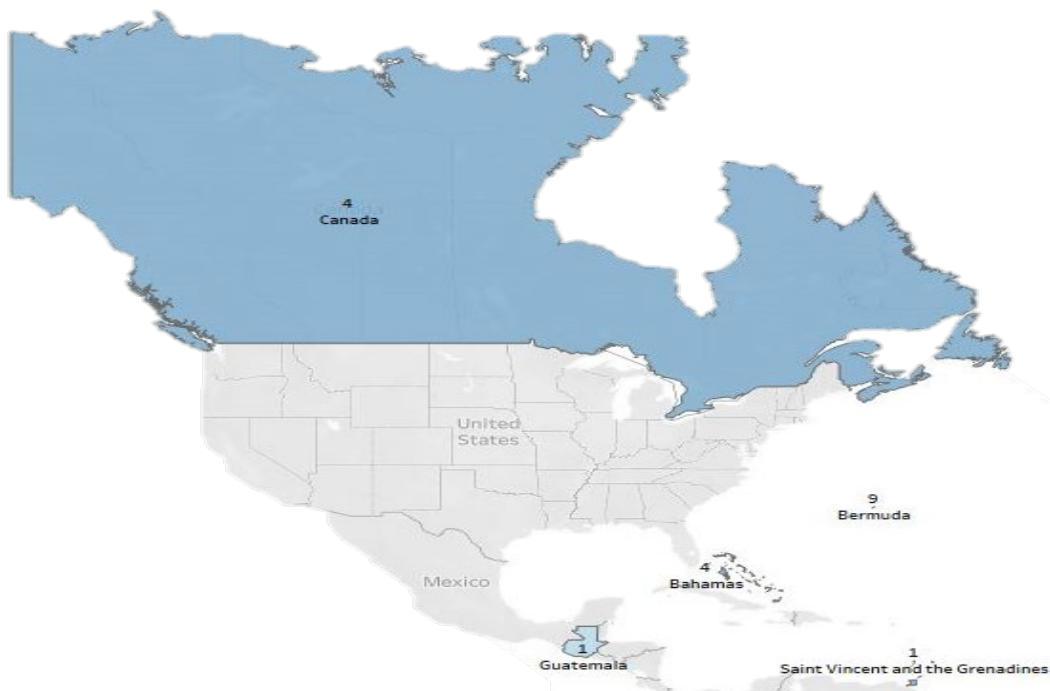 4
Canada
United
States
9
Bermuda
4
Bahamas
Mexico
1
Guatemala
1
Saint Vincent and the Grenadines